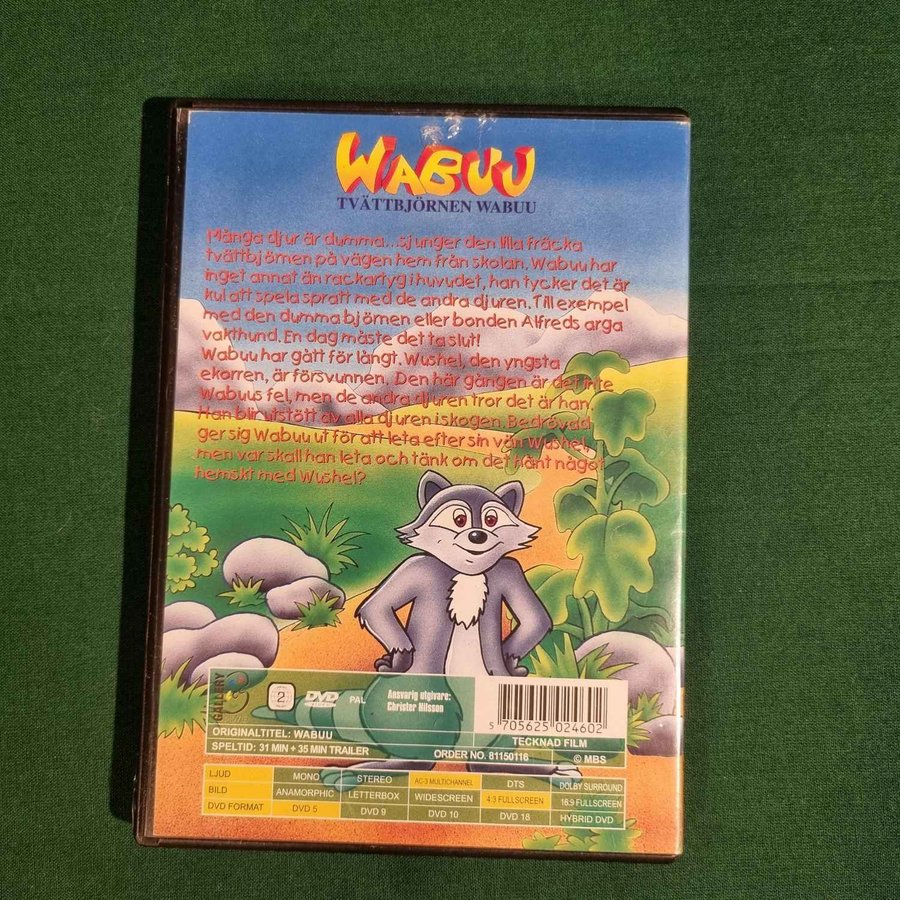 WABUU
TVÄTTBJÖRNEN WABUU
Många djur är dumma...sjunger den lilla fräcka
tvättbjörnen på vägen hem från skolan. Wabuu har
inget annat än rackartyg i huvudet, han tycker det är
kul att spela spratt med de andra djuren. Till exempel
med den dumma björnen eller bonden Alfreds arga
vakthund. En dag måste det ta slut!
Wabuu har gått för långt. Wushel, den yngsta
ekorren, är försvunnen. Den här gången är det inte
Wabuus fel, men de andra djuren tror det är han.
Han blir utstött av alla djuren i skogen. Bedrövad
ger sig Wabuu ut för att leta efter sin vän Wushel,
men var skall han leta och tänk om det hänt något
hemskt med Wushel?
GALLERY
2
DVD
PAL
Ansvarig utgivare:
Christer Nilsson
5 705625 024602
ORIGINALTITEL: WABUU
TECKNAD FILM
SPELTID: 31 MIN + 35 MIN TRAILER
ORDER NO. 81150116
© MBS
LJUD MONO STEREO AC-3 MULTICHANNEL DTS DOLBY SURROUND
BILD ANAMORPHIC LETTERBOX WIDESCREEN 4:3 FULLSCREEN 16:9 FULLSCREEN
DVD FORMAT DVD 5 DVD 9 DVD 10 DVD 18 HYBRID DVD